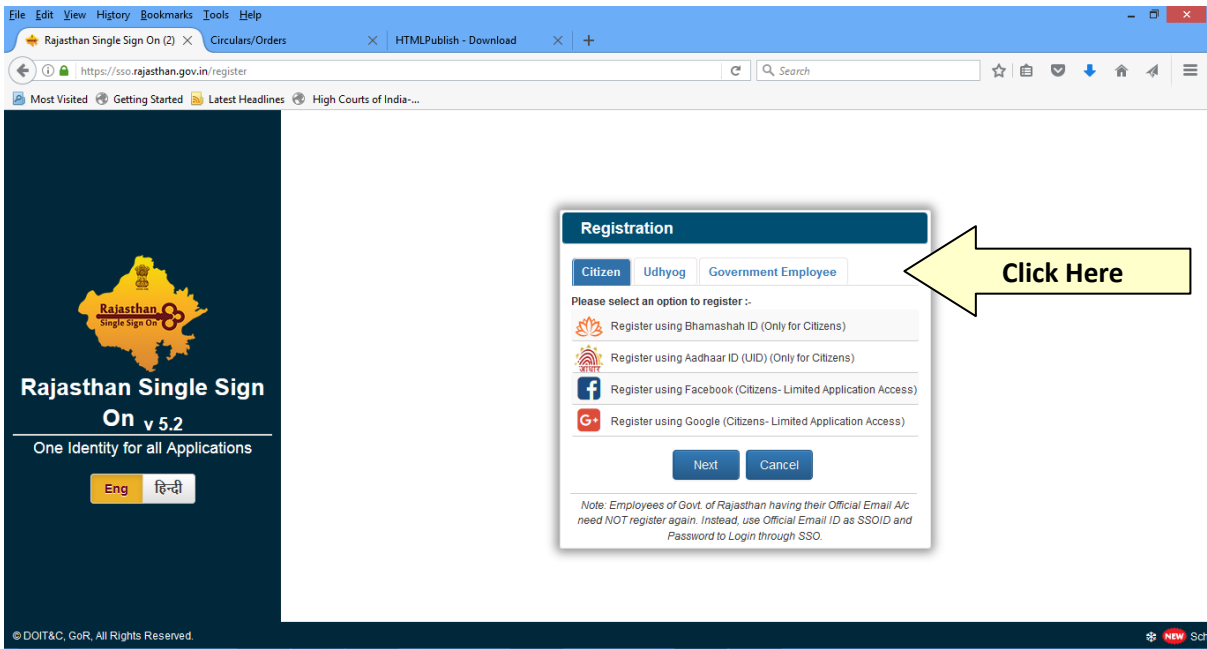 File Edit View History Bookmarks Tools Help
Rajasthan Single Sign On (2)
Circulars/Orders
HTMLPublish - Download
https://sso.rajasthan.gov.in/register
Search
Most Visited Getting Started Latest Headlines High Courts of India-...
Registration
Citizen Udhyog Government Employee
Click Here
Please select an option to register :-
Register using Bhamashah ID (Only for Citizens)
आधार
Register using Aadhaar ID (UID) (Only for Citizens)
Register using Facebook (Citizens- Limited Application Access)
G+ Register using Google (Citizens- Limited Application Access)
Next Cancel
Note: Employees of Govt. of Rajasthan having their Official Email A/c
need NOT register again. Instead, use Official Email ID as SSOID and
Password to Login through SSO.
Rajasthan
Single Sign On
Rajasthan Single Sign
On v 5.2
One Identity for all Applications
Eng हिन्दी
© DOIT&C, GoR, All Rights Reserved.
NEW Sch